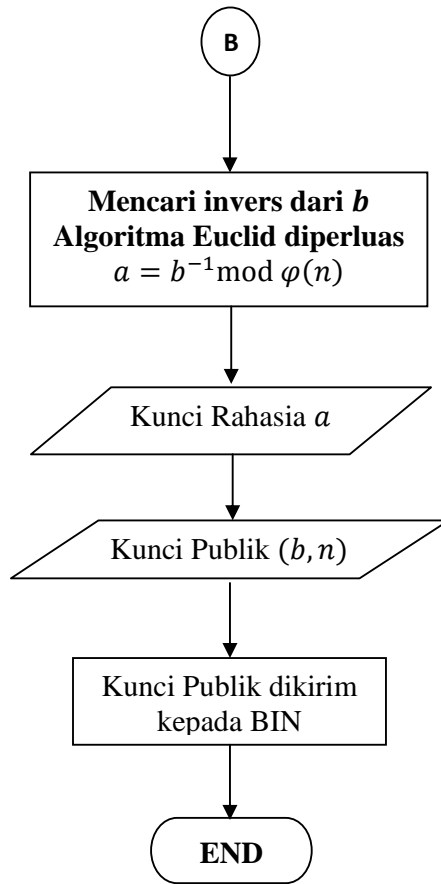 B
Mencari invers dari b
Algoritma Euclid diperluas
a = b⁻¹mod φ(n)
Kunci Rahasia a
Kunci Publik (b, n)
Kunci Publik dikirim
kepada BIN
END